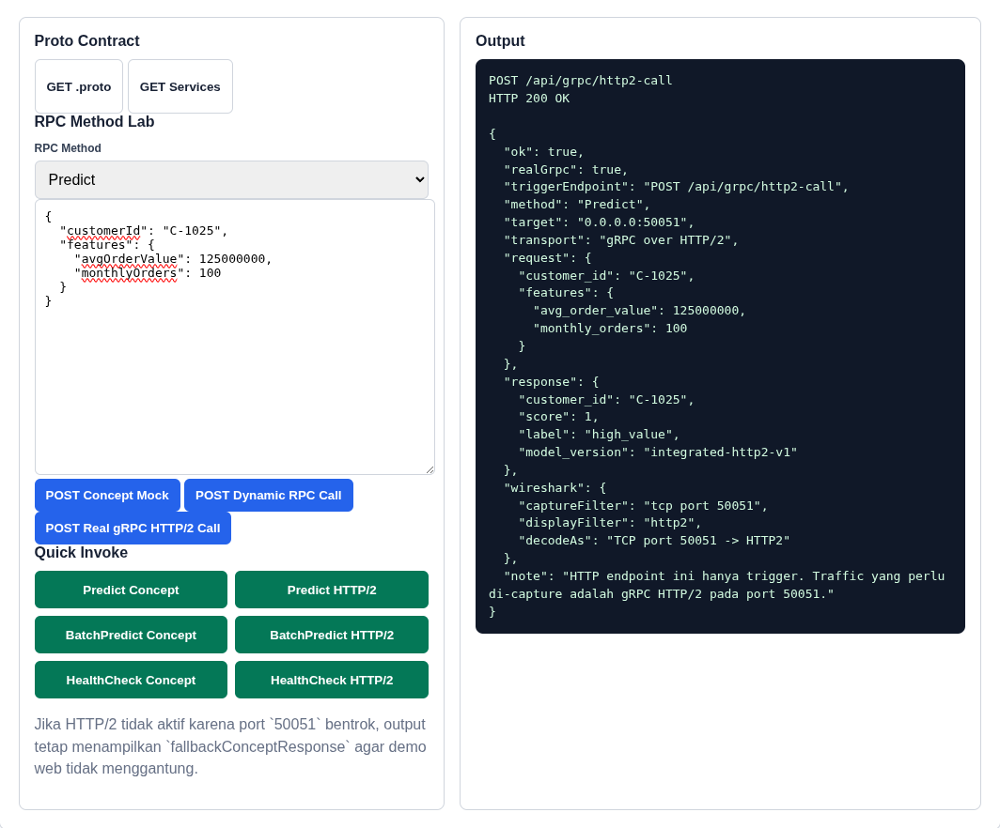 Proto Contract
GET .proto
GET Services
RPC Method Lab
RPC Method
Predict
{
  "customerId": "C-1025",
  "features": {
    "avgOrderValue": 125000000,
    "monthlyOrders": 100
  }
}
POST Concept Mock
POST Dynamic RPC Call
POST Real gRPC HTTP/2 Call
Quick Invoke
Predict Concept
Predict HTTP/2
BatchPredict Concept
BatchPredict HTTP/2
HealthCheck Concept
HealthCheck HTTP/2
Jika HTTP/2 tidak aktif karena port `50051` bentrok, output
tetap menampilkan `fallbackConceptResponse` agar demo
web tidak menggantung.
Output
POST /api/grpc/http2-call
HTTP 200 OK

{
  "ok": true,
  "realGrpc": true,
  "triggerEndpoint": "POST /api/grpc/http2-call",
  "method": "Predict",
  "target": "0.0.0.0:50051",
  "transport": "gRPC over HTTP/2",
  "request": {
    "customer_id": "C-1025",
    "features": {
      "avg_order_value": 125000000,
      "monthly_orders": 100
    }
  },
  "response": {
    "customer_id": "C-1025",
    "score": 1,
    "label": "high_value",
    "model_version": "integrated-http2-v1"
  },
  "wireshark": {
    "captureFilter": "tcp port 50051",
    "displayFilter": "http2",
    "decodeAs": "TCP port 50051 -> HTTP2"
  },
  "note": "HTTP endpoint ini hanya trigger. Traffic yang perlu
di-capture adalah gRPC HTTP/2 pada port 50051."
}